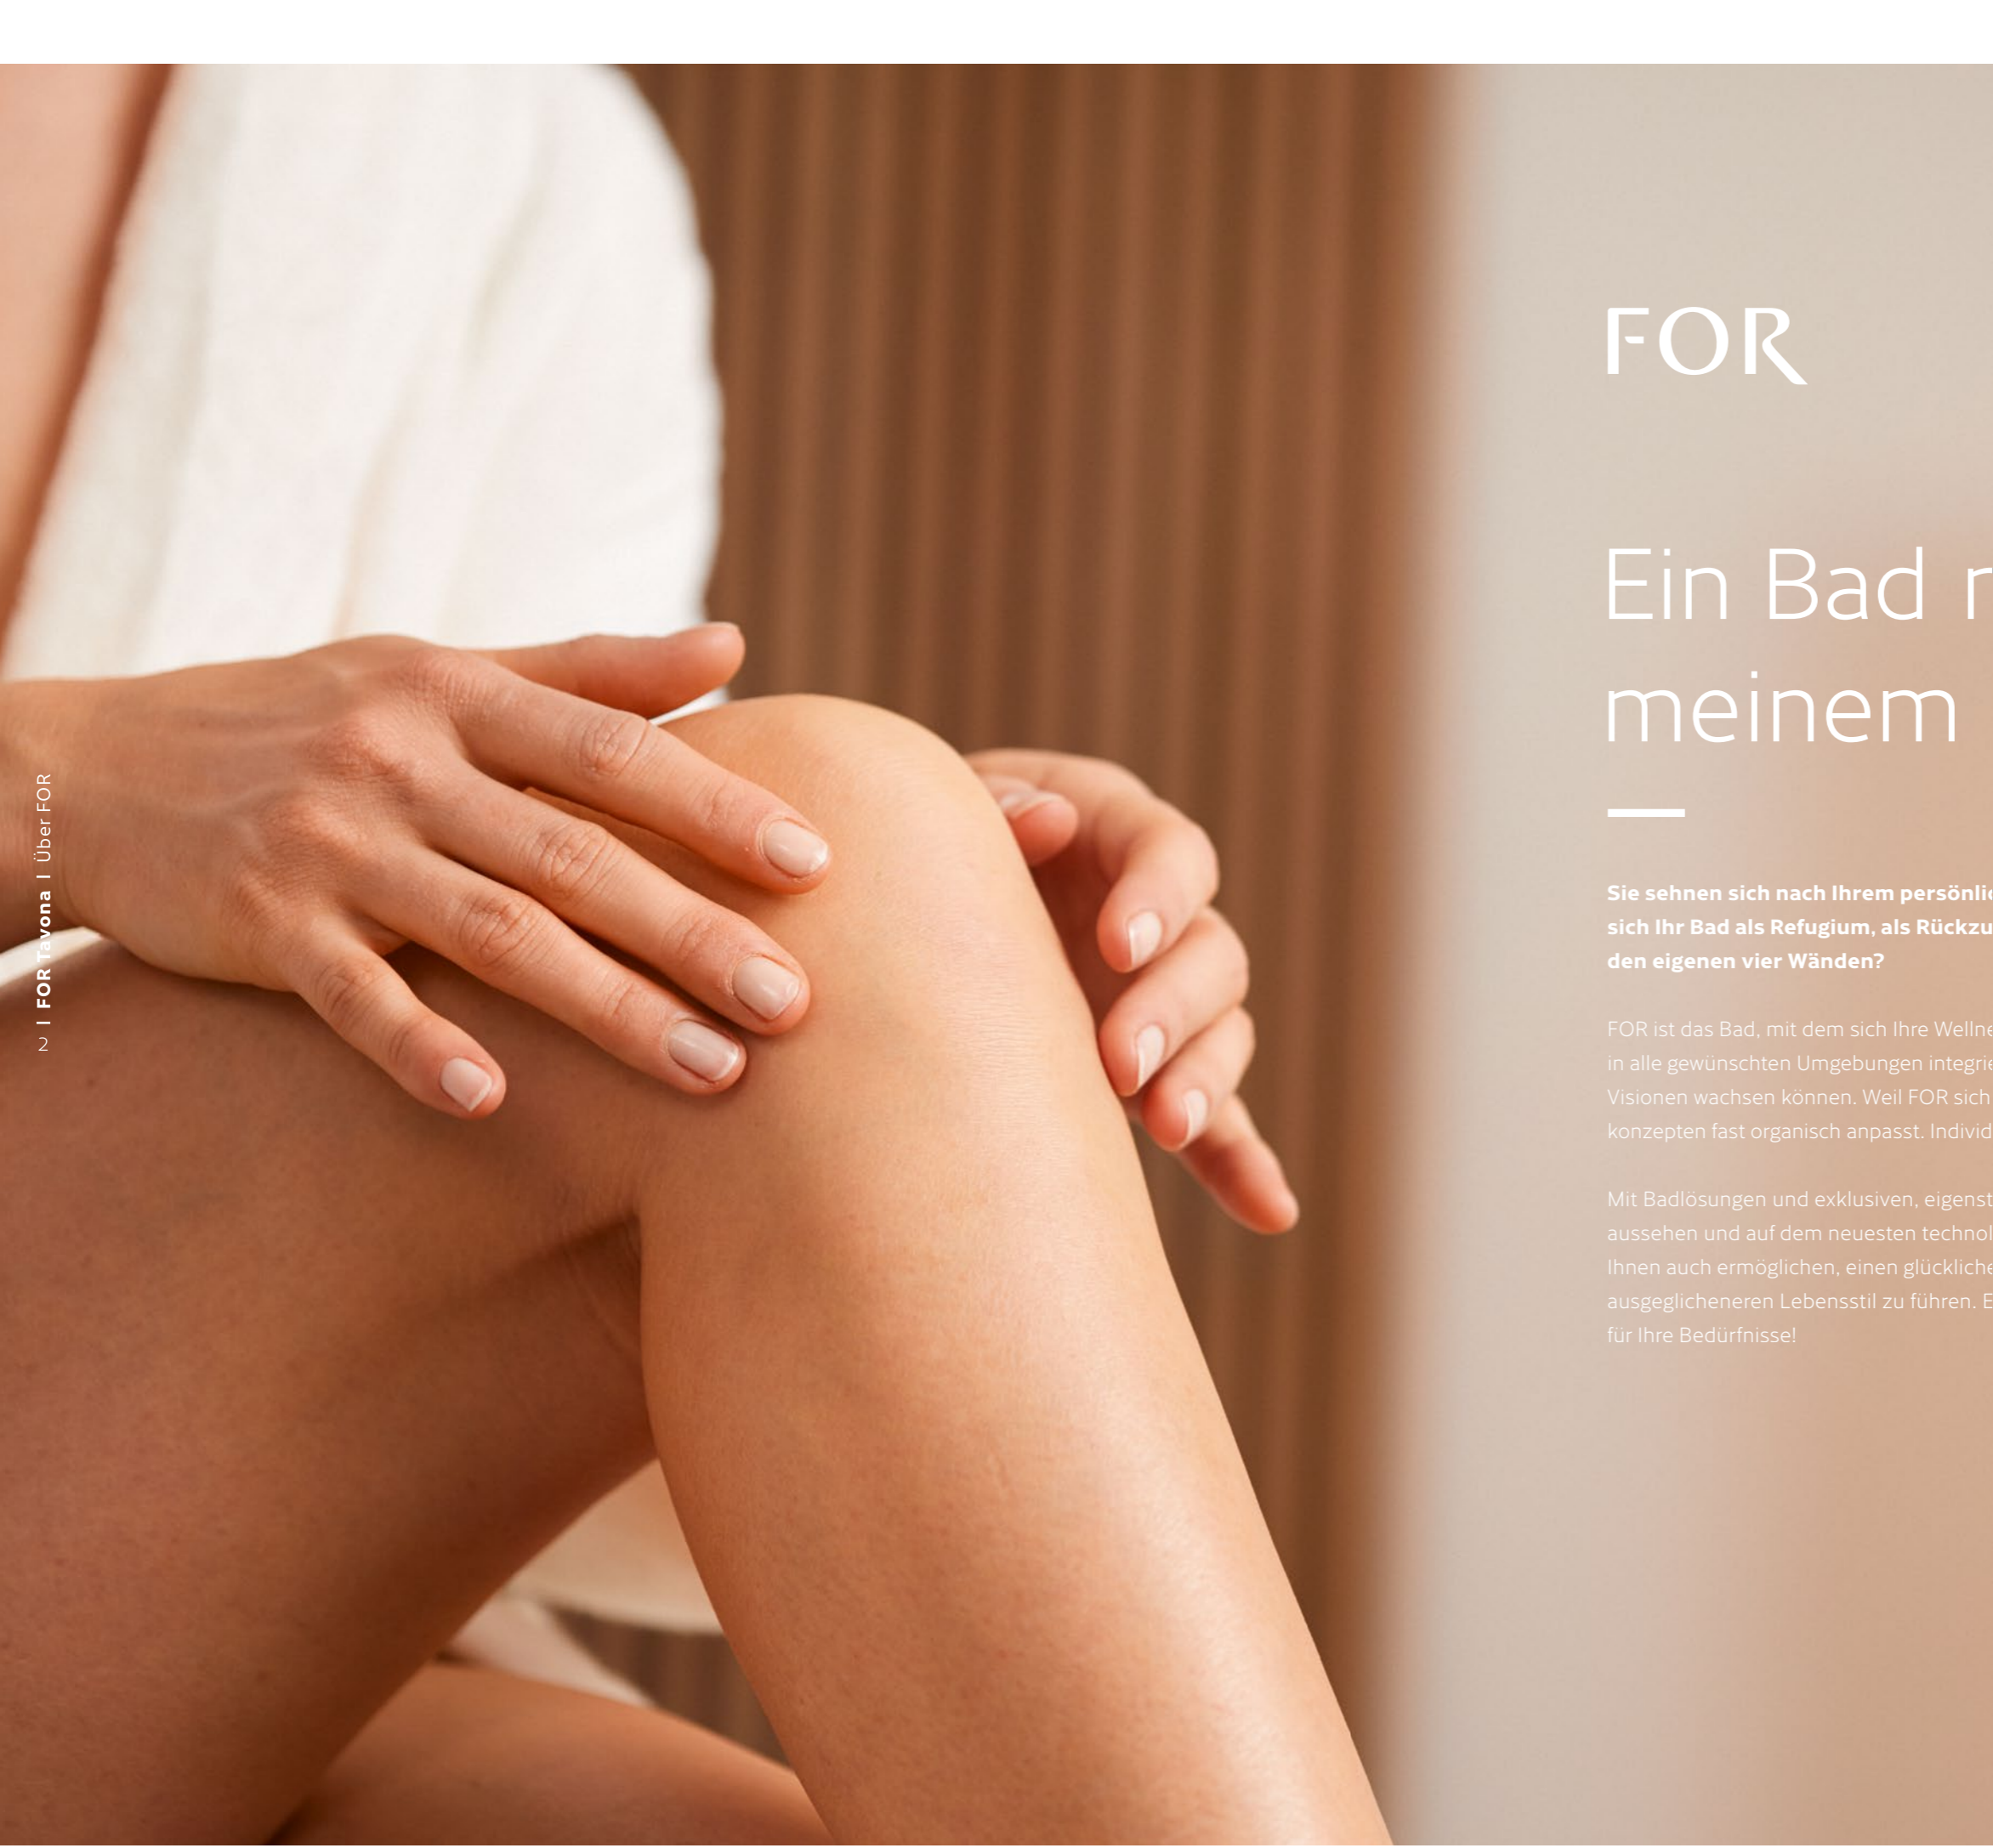 FOR
Ein Bad
meinem
Sie sehnen sich nach Ihrem
sich Ihr Bad als Refugium, als
den eigenen vier Wänden?
FOR ist das Bad, mit dem sich Ihre
in alle gewünschten Umgebungen
Visionen wachsen können. Weil FOR sich
konzepten fast organisch anpasst.
Mit Badlösungen und exklusiven,
aussehen und auf dem neuesten
Ihnen auch ermöglichen, einen
ausgeglicheneren Lebensstil zu führen.
für Ihre Bedürfnisse!
2 I FOR Tavona I Über FOR